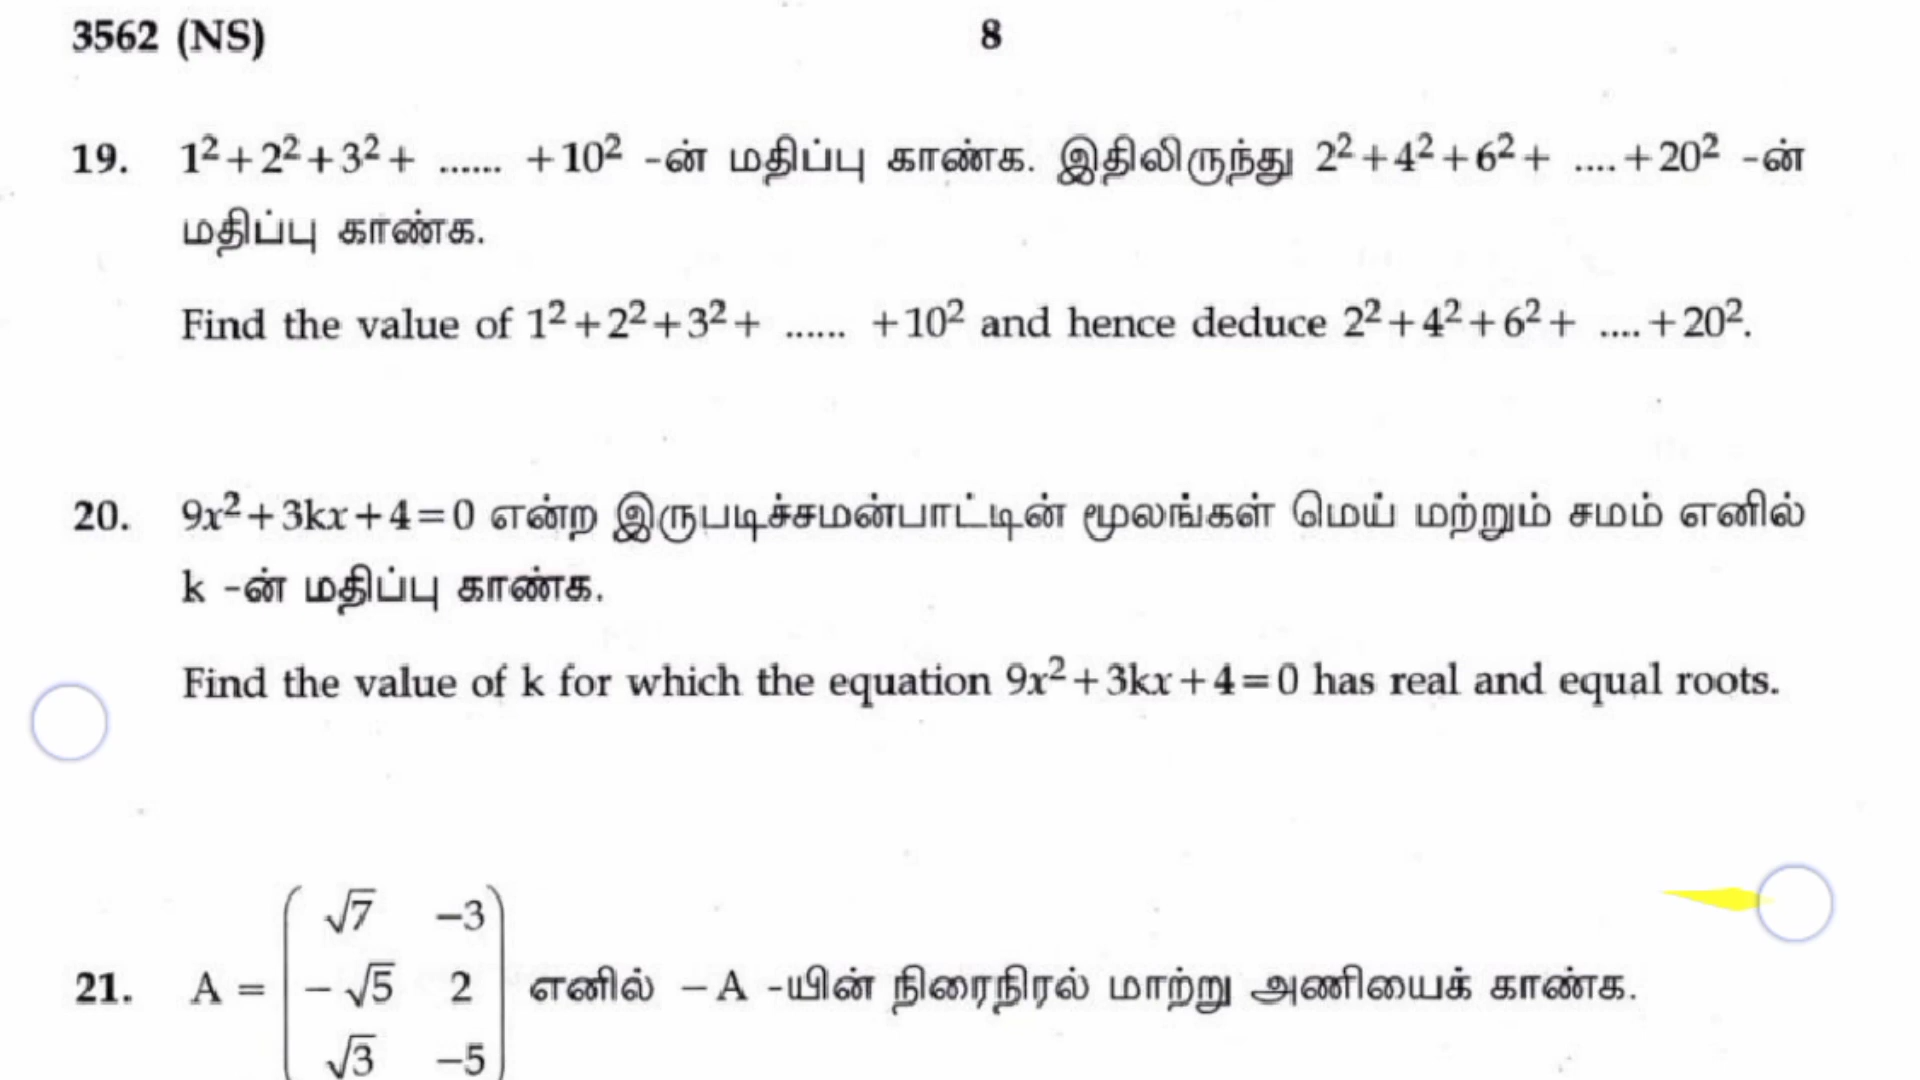 3562 (NS) 8
19. 1²+2²+3²+ ...... +10² -ன் மதிப்பு காண்க. இதிலிருந்து 2²+4²+6²+ ....+20² -ன்
மதிப்பு காண்க.
Find the value of 1²+2²+3²+ ...... +10² and hence deduce 2²+4²+6²+ ....+20².
20. 9x²+3kx+4=0 என்ற இருபடிச்சமன்பாட்டின் மூலங்கள் மெய் மற்றும் சமம் எனில்
k -ன் மதிப்பு காண்க.
Find the value of k for which the equation 9x²+3kx+4=0 has real and equal roots.
√7 -3
21. A = -√5 2 எனில் -A -யின் நிரைநிரல் மாற்று அணியைக் காண்க.
√3 -5